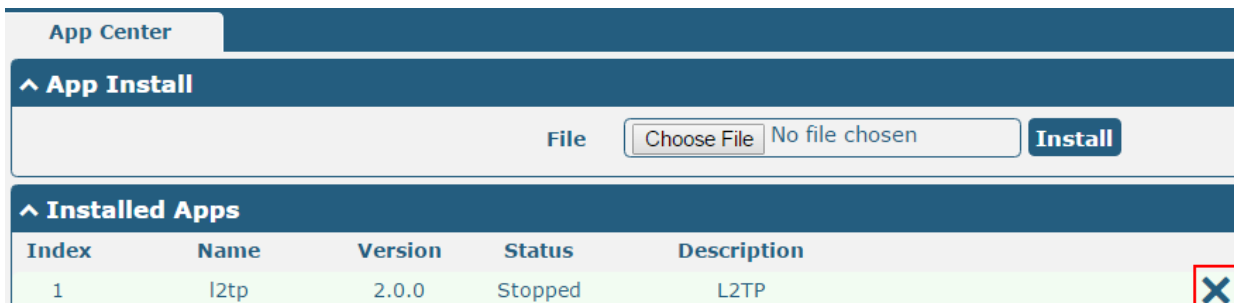 App Center
App Install
File Choose File No file chosen Install
Installed Apps
Index Name Version Status Description
1 l2tp 2.0.0 Stopped L2TP